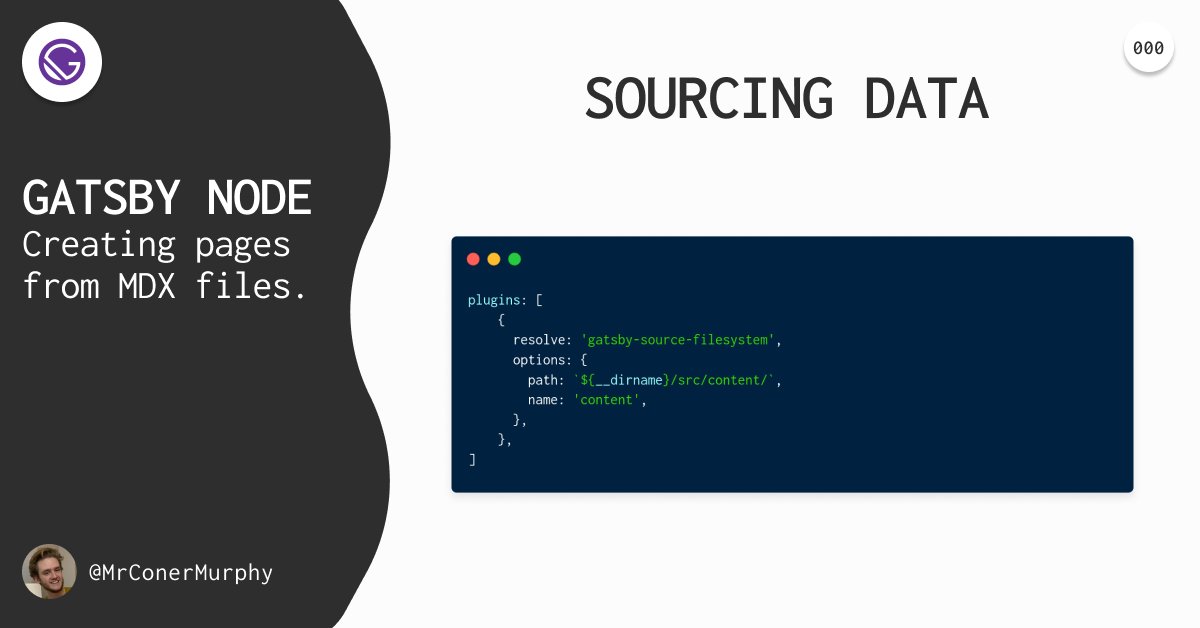 GATSBY NODE
Creating pages
from MDX files.
@MrConerMurphy
000
SOURCING DATA
plugins: [
    {
      resolve: 'gatsby-source-filesystem',
      options: {
        path: `${__dirname}/src/content/`,
        name: 'content',
      },
    },
]